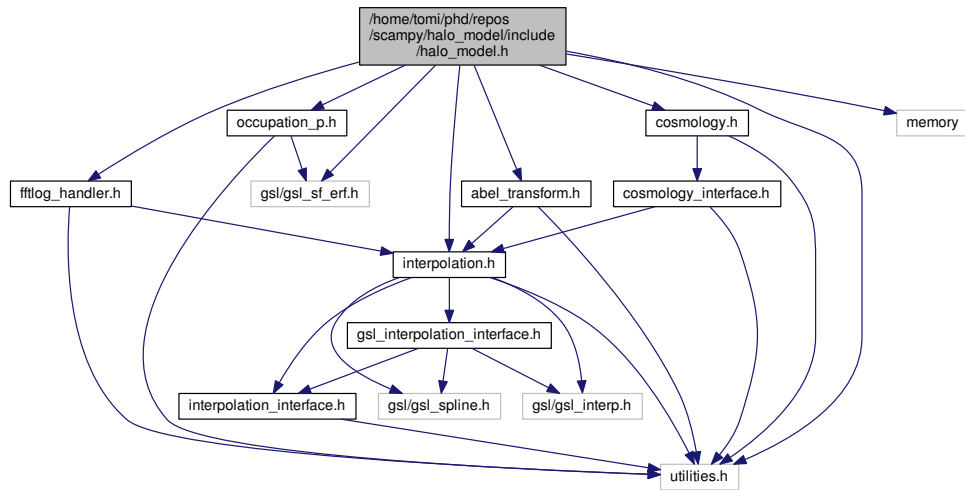 /home/tomi/phd/repos
/scampy/halo_model/include
/halo_model.h
occupation_p.h
cosmology.h
memory
fftlog_handler.h
gsl/gsl_sf_erf.h
abel_transform.h
cosmology_interface.h
interpolation.h
gsl_interpolation_interface.h
interpolation_interface.h
gsl/gsl_spline.h
gsl/gsl_interp.h
utilities.h